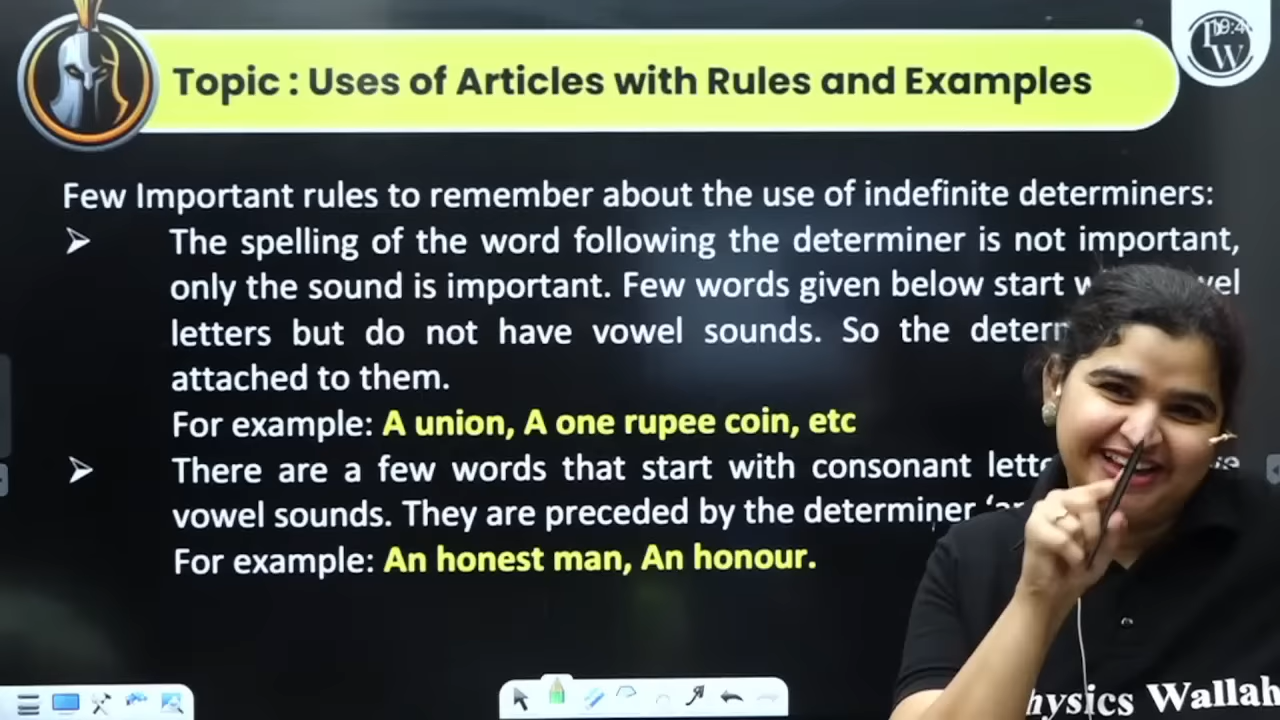 Topic : Uses of Articles with Rules and Examples
Few Important rules to remember about the use of indefinite determiners:
➢ The spelling of the word following the determiner is not important,
only the sound is important. Few words given below start
letters but do not have vowel sounds. So the
attached to them.
For example: A union, A one rupee coin, etc
➢ There are a few words that start with consonant
vowel sounds. They are preceded by the determiner
For example: An honest man, An honour.
PW
hysics Wallah